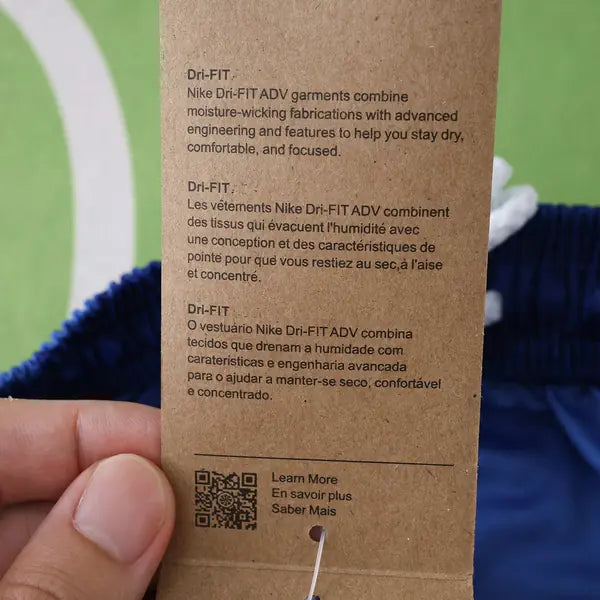 Dri-FIT.
Nike Dri-FIT ADV garments combine
moisture-wicking fabrications with advanced
engineering and features to help you stay dry,
comfortable, and focused.
Dri-FIT.
Les vêtements Nike Dri-FIT ADV combinent
des tissus qui évacuent l'humidité avec
une conception et des caractéristiques de
pointe pour que vous restiez au sec,à l'aise
et concentré.
Dri-FIT
O vestuário Nike Dri-FIT ADV combina
tecidos que drenam a humidade com
caraterísticas e engenharia avancada
para o ajudar a manter-se seco, confortável
e concentrado.
Learn More
En savoir plus
Saber Mais